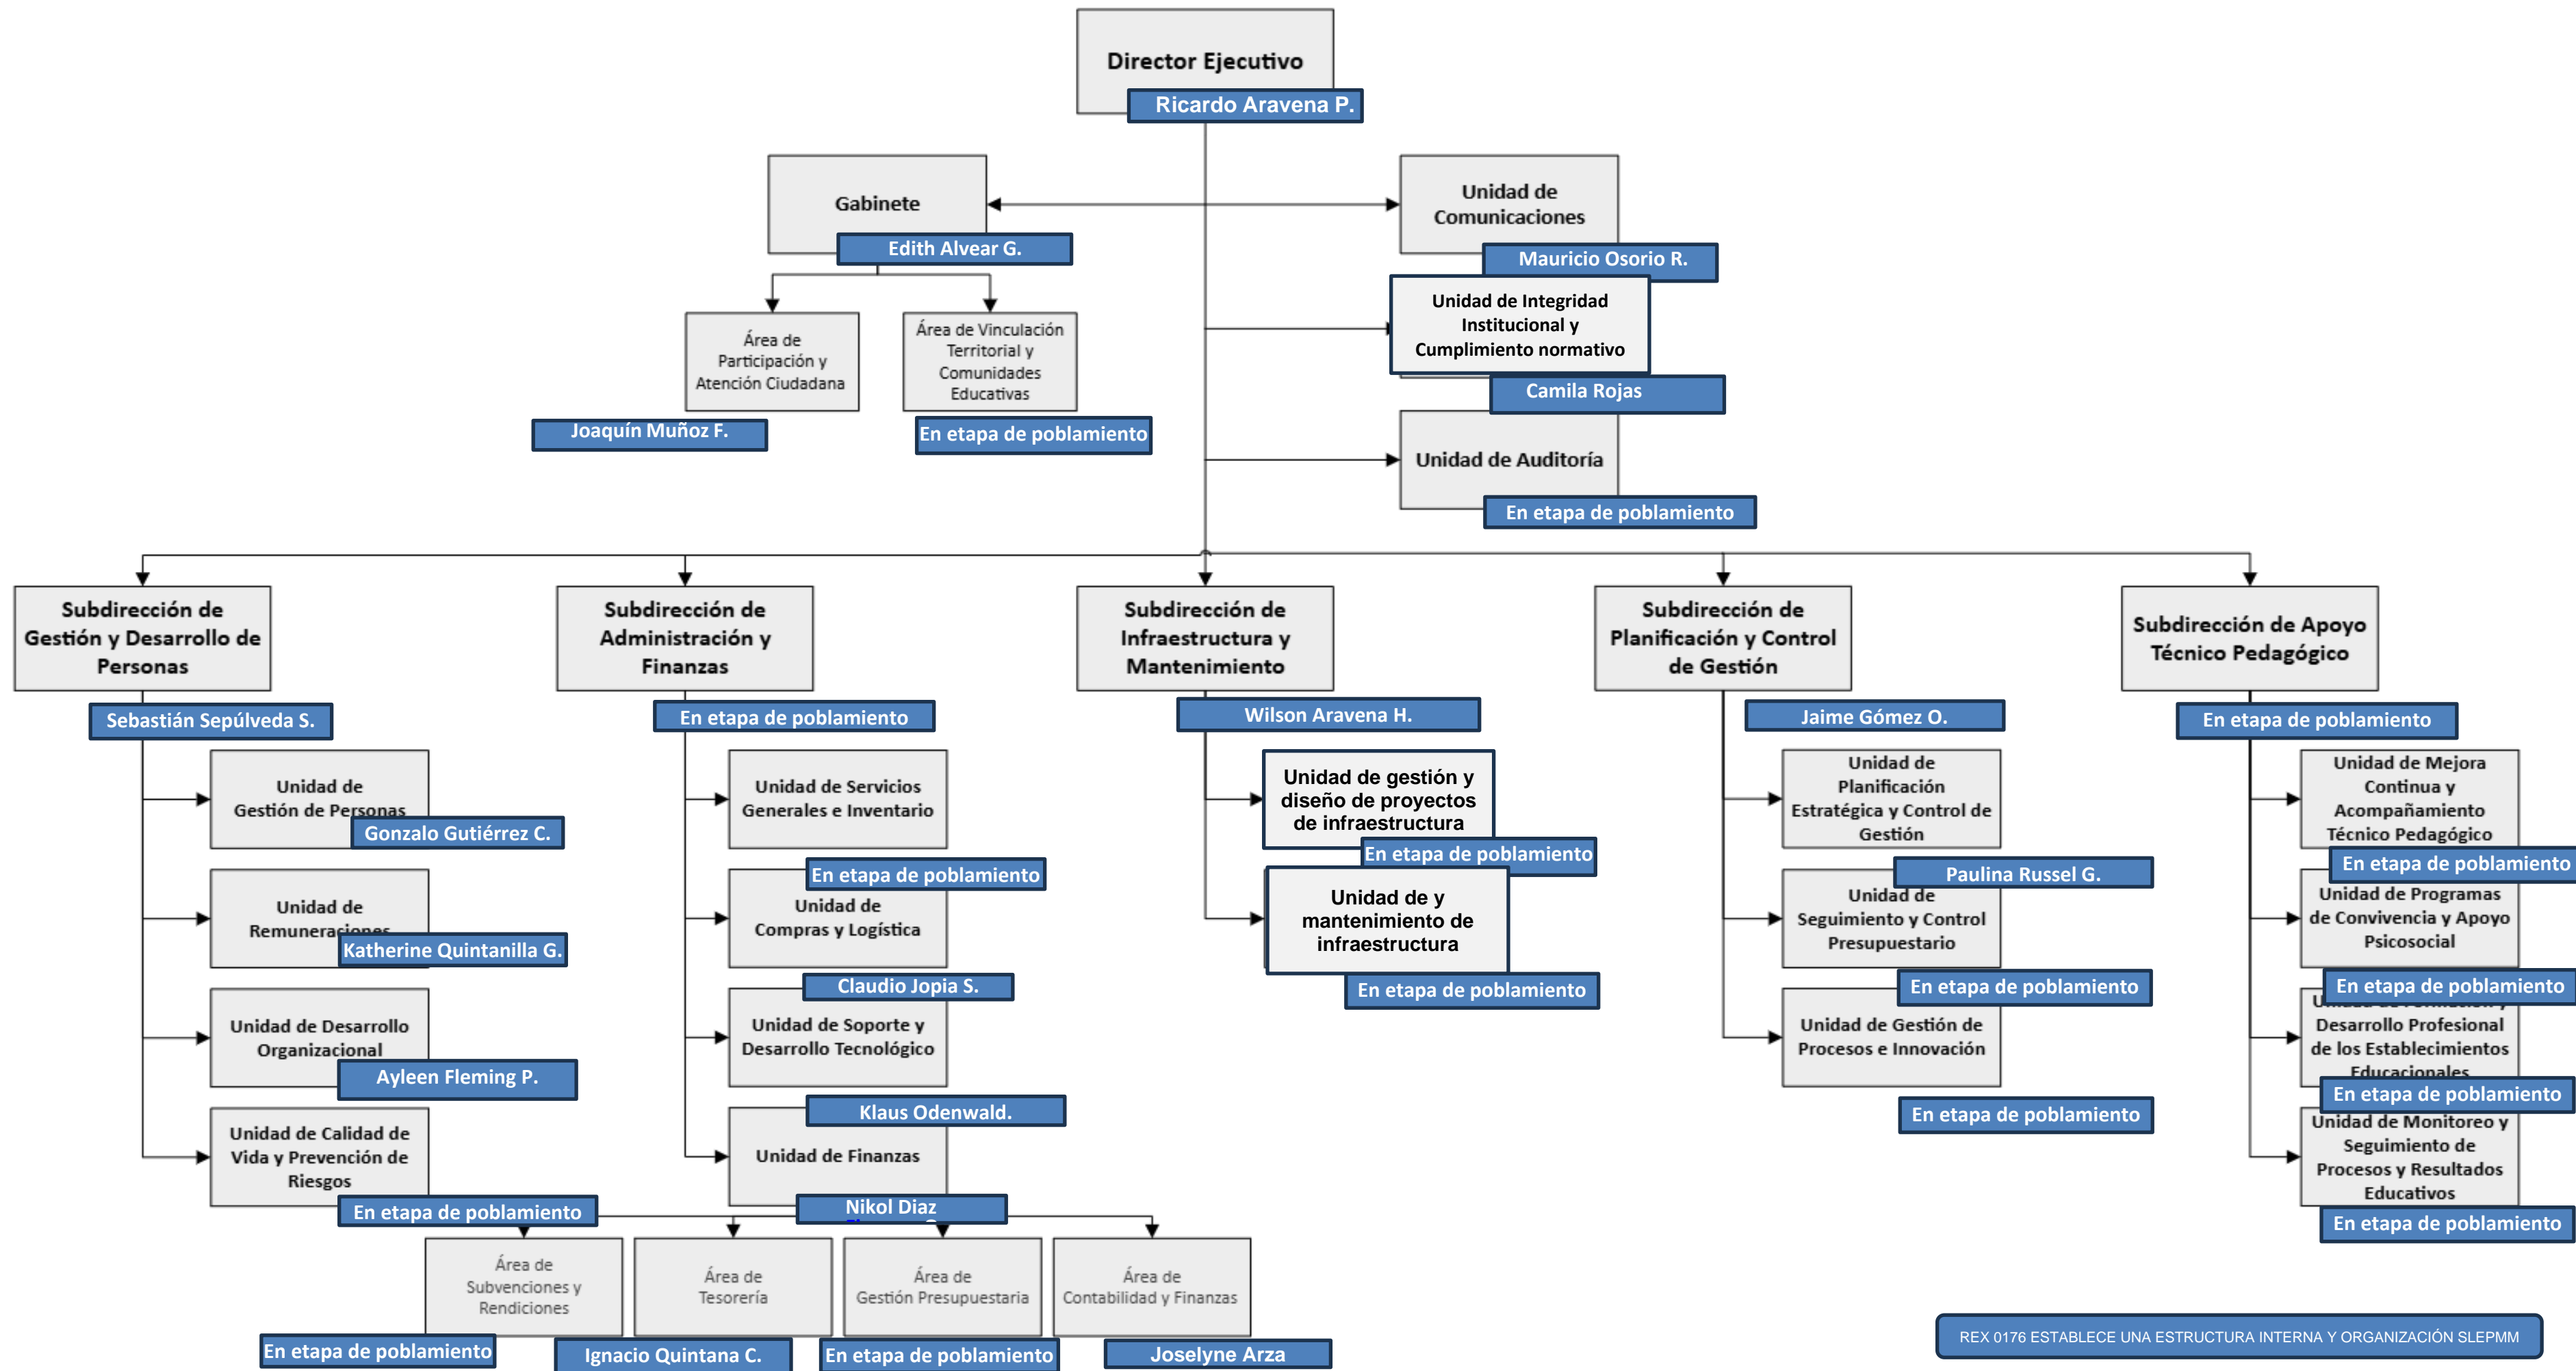 Director Ejecutivo
Ricardo Aravena P.
Gabinete
Edith Alvear G.
Unidad de
Comunicaciones
Mauricio Osorio R.
Unidad de Integridad
Institucional y
Cumplimiento normativo
Camila Rojas
Área de
Participación y
Atención Ciudadana
Joaquín Muñoz F.
Área de Vinculación
Territorial y
Comunidades
Educativas
En etapa de poblamiento
Unidad de Auditoría
En etapa de poblamiento
Subdirección de
Gestión y Desarrollo de
Personas
Sebastián Sepúlveda S.
Unidad de
Gestión de Personas
Gonzalo Gutiérrez C.
Unidad de
Remuneraciones
Katherine Quintanilla G.
Unidad de Desarrollo
Organizacional
Ayleen Fleming P.
Unidad de Calidad de
Vida y Prevención de
Riesgos
En etapa de poblamiento
Subdirección de
Administración y
Finanzas
En etapa de poblamiento
Unidad de Servicios
Generales e Inventario
En etapa de poblamiento
Unidad de
Compras y Logística
Claudio Jopia S.
Unidad de Soporte y
Desarrollo Tecnológico
Klaus Odenwald.
Unidad de Finanzas
Nikol Diaz
Área de
Subvenciones y
Rendiciones
En etapa de poblamiento
Área de
Tesorería
Ignacio Quintana C.
Área de
Gestión Presupuestaria
En etapa de poblamiento
Área de
Contabilidad y Finanzas
Joselyne Arza
Subdirección de
Infraestructura y
Mantenimiento
Wilson Aravena H.
Unidad de gestión y
diseño de proyectos
de infraestructura
En etapa de poblamiento
Unidad de y
mantenimiento de
infraestructura
En etapa de poblamiento
Subdirección de
Planificación y Control
de Gestión
Jaime Gómez O.
Unidad de
Planificación
Estratégica y Control de
Gestión
Paulina Russel G.
Unidad de
Seguimiento y Control
Presupuestario
En etapa de poblamiento
Unidad de Gestión de
Procesos e Innovación
En etapa de poblamiento
Subdirección de Apoyo
Técnico Pedagógico
En etapa de poblamiento
Unidad de Mejora
Continua y
Acompañamiento
Técnico Pedagógico
En etapa de poblamiento
Unidad de Programas
de Convivencia y Apoyo
Psicosocial
En etapa de poblamiento
Desarrollo Profesional
de los Establecimientos
Educacionales
En etapa de poblamiento
Unidad de Monitoreo y
Seguimiento de
Procesos y Resultados
Educativos
En etapa de poblamiento
REX 0176 ESTABLECE UNA ESTRUCTURA INTERNA Y ORGANIZACIÓN SLEPMM